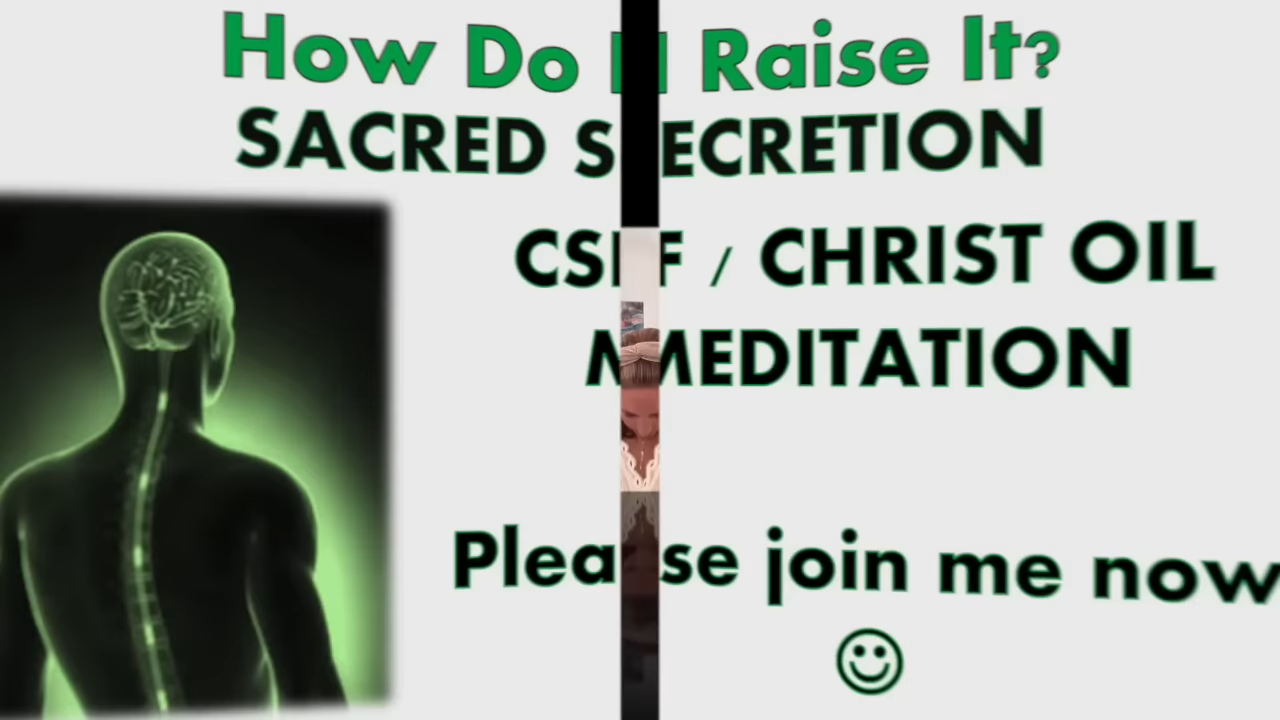 How Do I Raise It?
SACRED SECRETION
CSF / CHRIST OIL
MEDITATION
Please join me now
☺